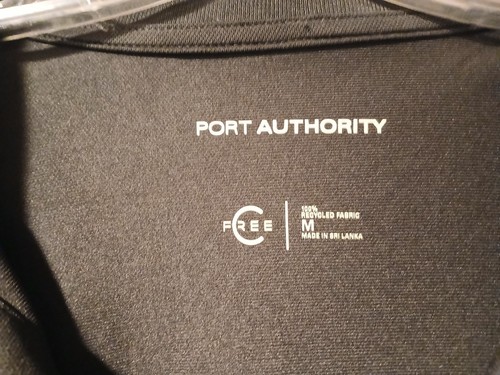 PORT AUTHORITY
C
FREE
100%
RECYCLED FABRIC
M
MADE IN SRI LANKA